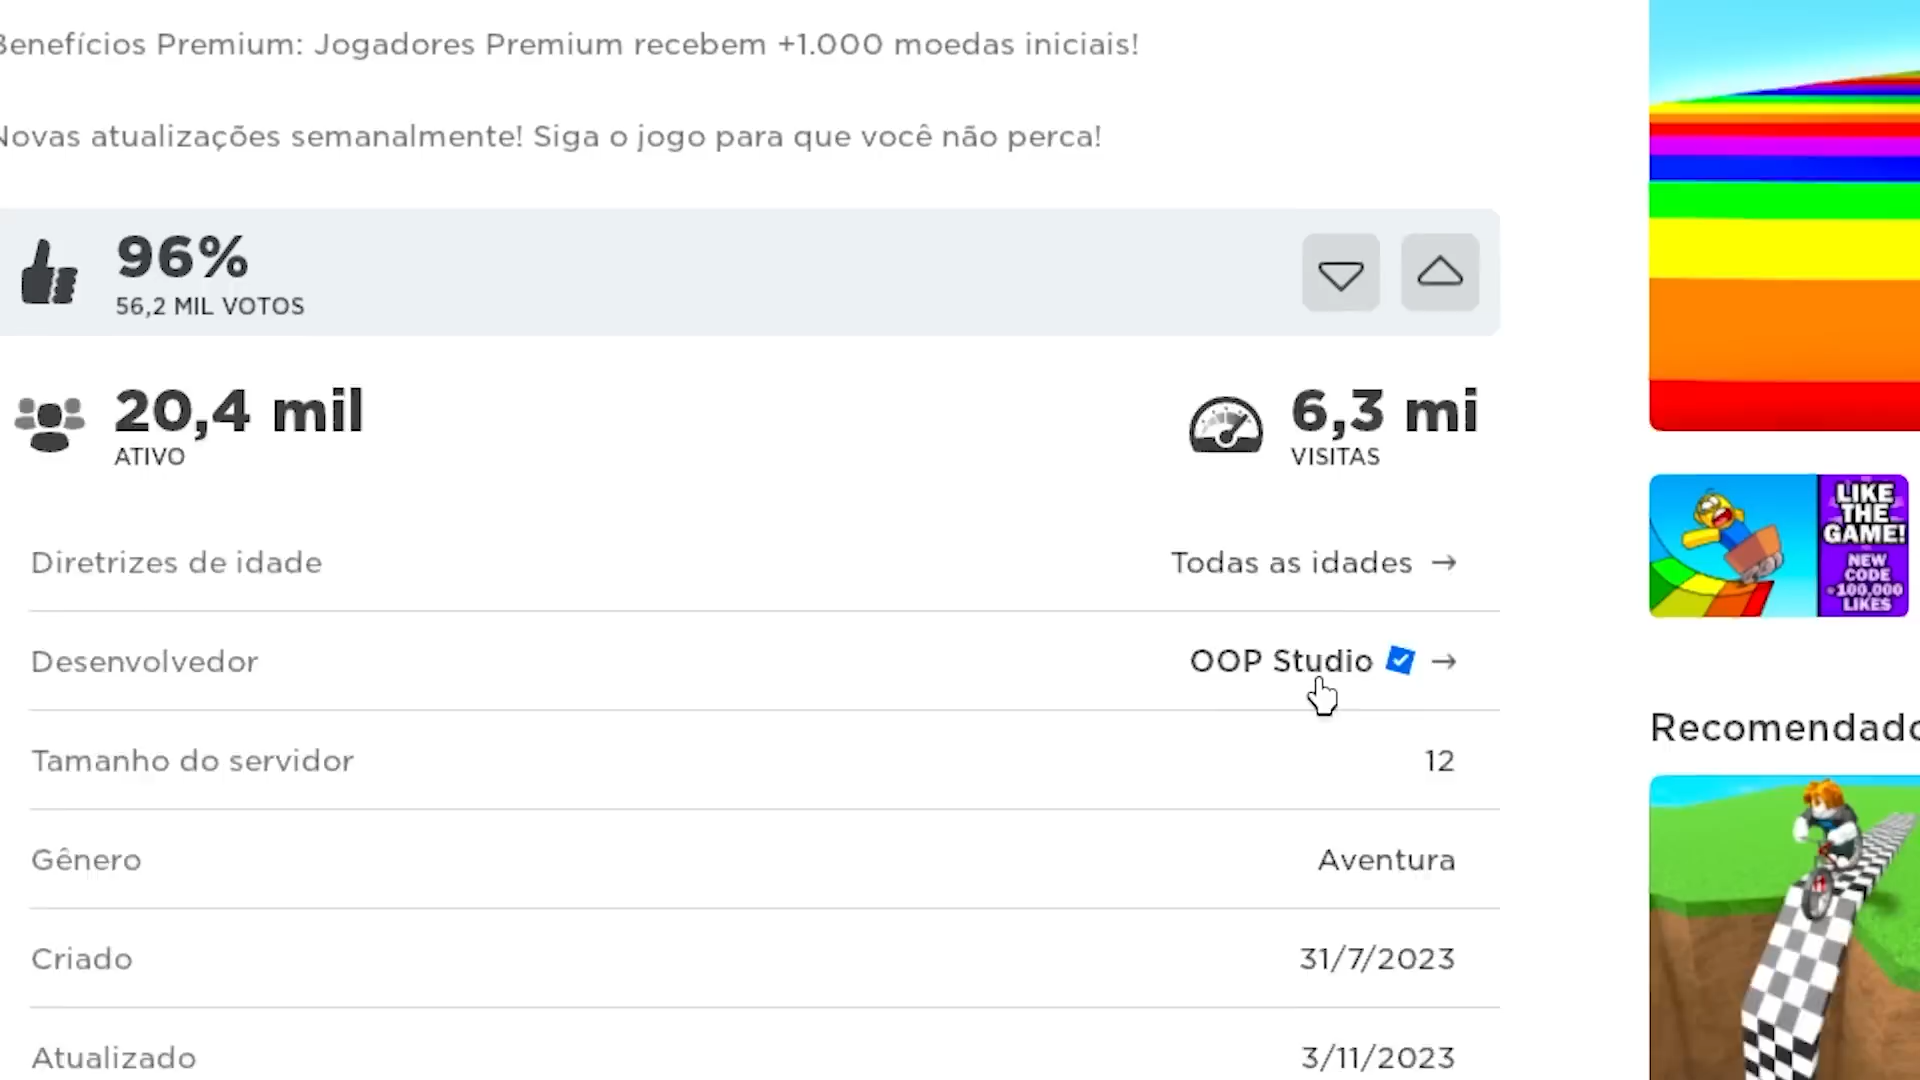 Benefícios Premium: Jogadores Premium recebem +1.000 moedas iniciais!
Novas atualizações semanalmente! Siga o jogo para que você não perca!
96%
56,2 MIL VOTOS
20,4 mil
ATIVO
6,3 mi
VISITAS
Diretrizes de idade
Todas as idades →
Desenvolvedor
OOP Studio →
Tamanho do servidor
12
Gênero
Aventura
Criado
31/7/2023
Atualizado
3/11/2023
LIKE
THE
GAME!
NEW
CODE
100,000
LIKES
Recomendado